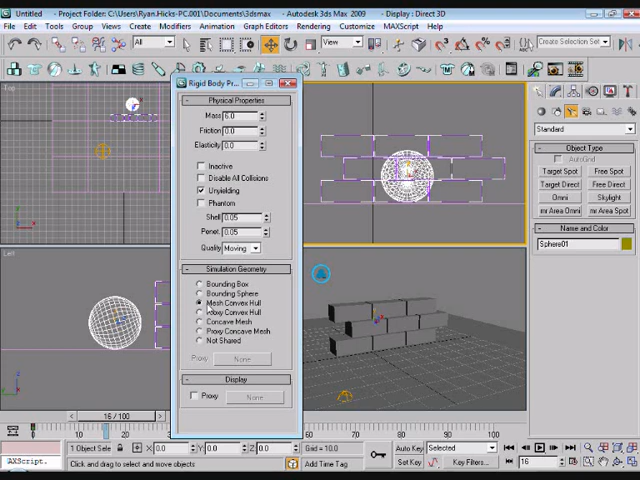 Untitled - Project Folder: C:\Users\Ryan.Hicks-PC.001\Documents\3dsmax - Autodesk 3ds Max 2009 - Display : Direct 3D
File Edit Tools Group Views Create Modifiers Animation Graph Editors Rendering Customize MAXScript Help
All View Create Selection Set
Rigid Body Pr...
Top
Physical Properties
Mass 6.0
Friction 0.0
Elasticity 0.0
Inactive
Disable All Collisions
Unyielding
Phantom
Shell 0.05
Penet. 0.05
Quality Moving
Simulation Geometry
Bounding Box
Bounding Sphere
Mesh Convex Hull
Proxy Convex Hull
Concave Mesh
Proxy Concave Mesh
Not Shared
Proxy None
Display
Proxy None
Standard
Object Type
AutoGrid
Target Spot Free Spot
Target Direct Free Direct
Omni Skylight
mr Area Omni mr Area Spot
Name and Color
Sphere01
Left
16 / 100
0 10 50 60 70 80 90 100
1 Object Sele X 0.0 Y 0.0 Z 0.0 Grid = 10.0 Auto Key Selected
AXScript. Click and drag to select and move objects Add Time Tag Set Key Key Filters... 16